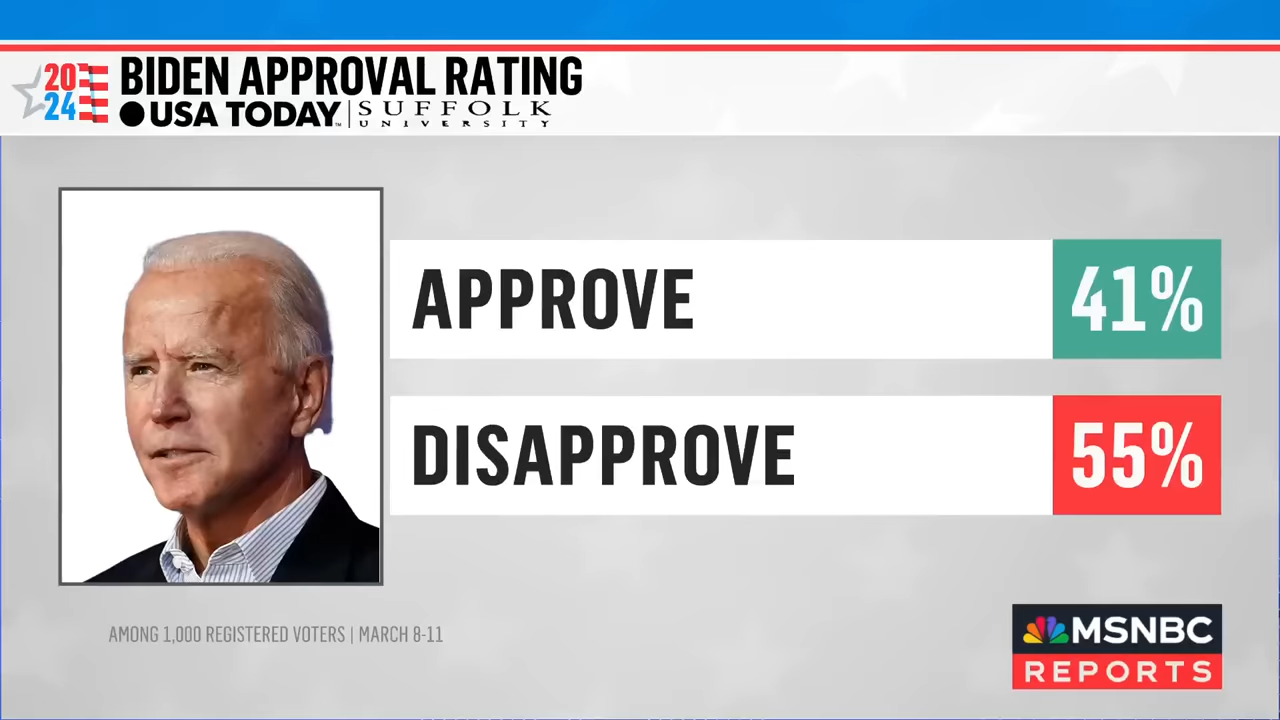 2024
BIDEN APPROVAL RATING
USA TODAY™ | SUFFOLK
UNIVERSITY
APPROVE 41%
DISAPPROVE 55%
AMONG 1,000 REGISTERED VOTERS | MARCH 8-11
MSNBC
REPORTS